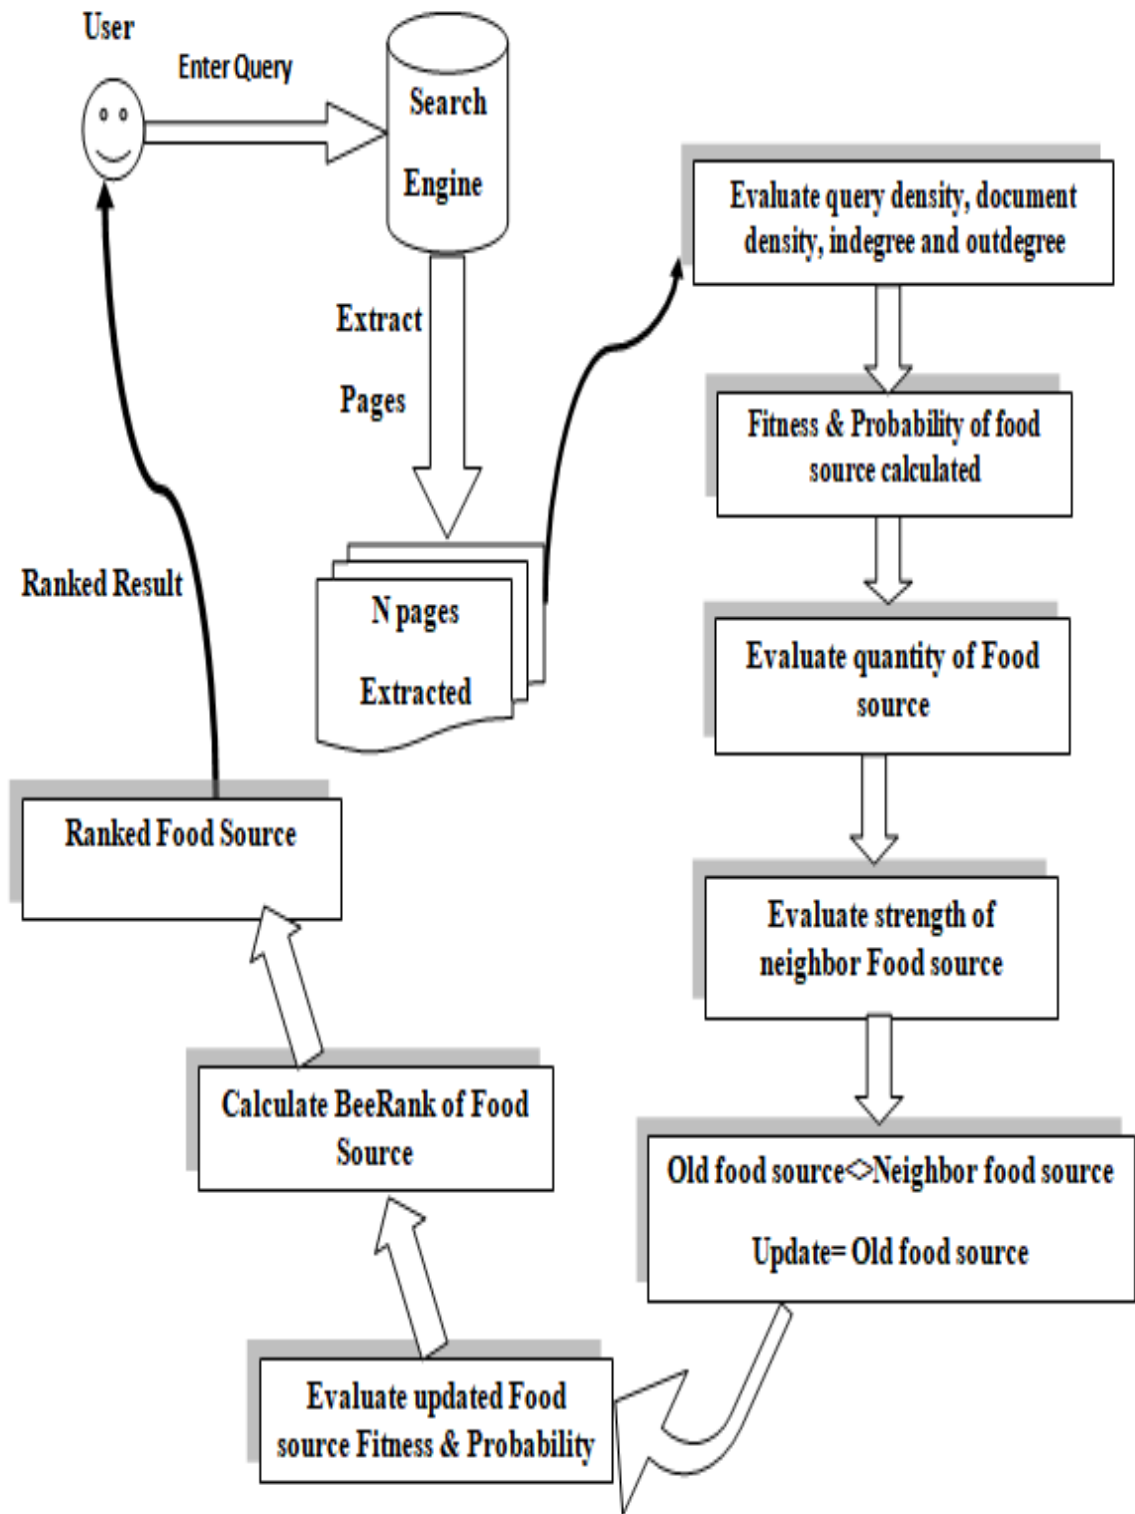 User
Enter Query
Search
Engine
Extract
Pages
N pages
Extracted
Evaluate query density, document
density, indegree and outdegree
Fitness & Probability of food
source calculated
Evaluate quantity of Food
source
Evaluate strength of
neighbor Food source
Old food source<>Neighbor food source
Update= Old food source
Evaluate updated Food
source Fitness & Probability
Calculate BeeRank of Food
Source
Ranked Food Source
Ranked Result